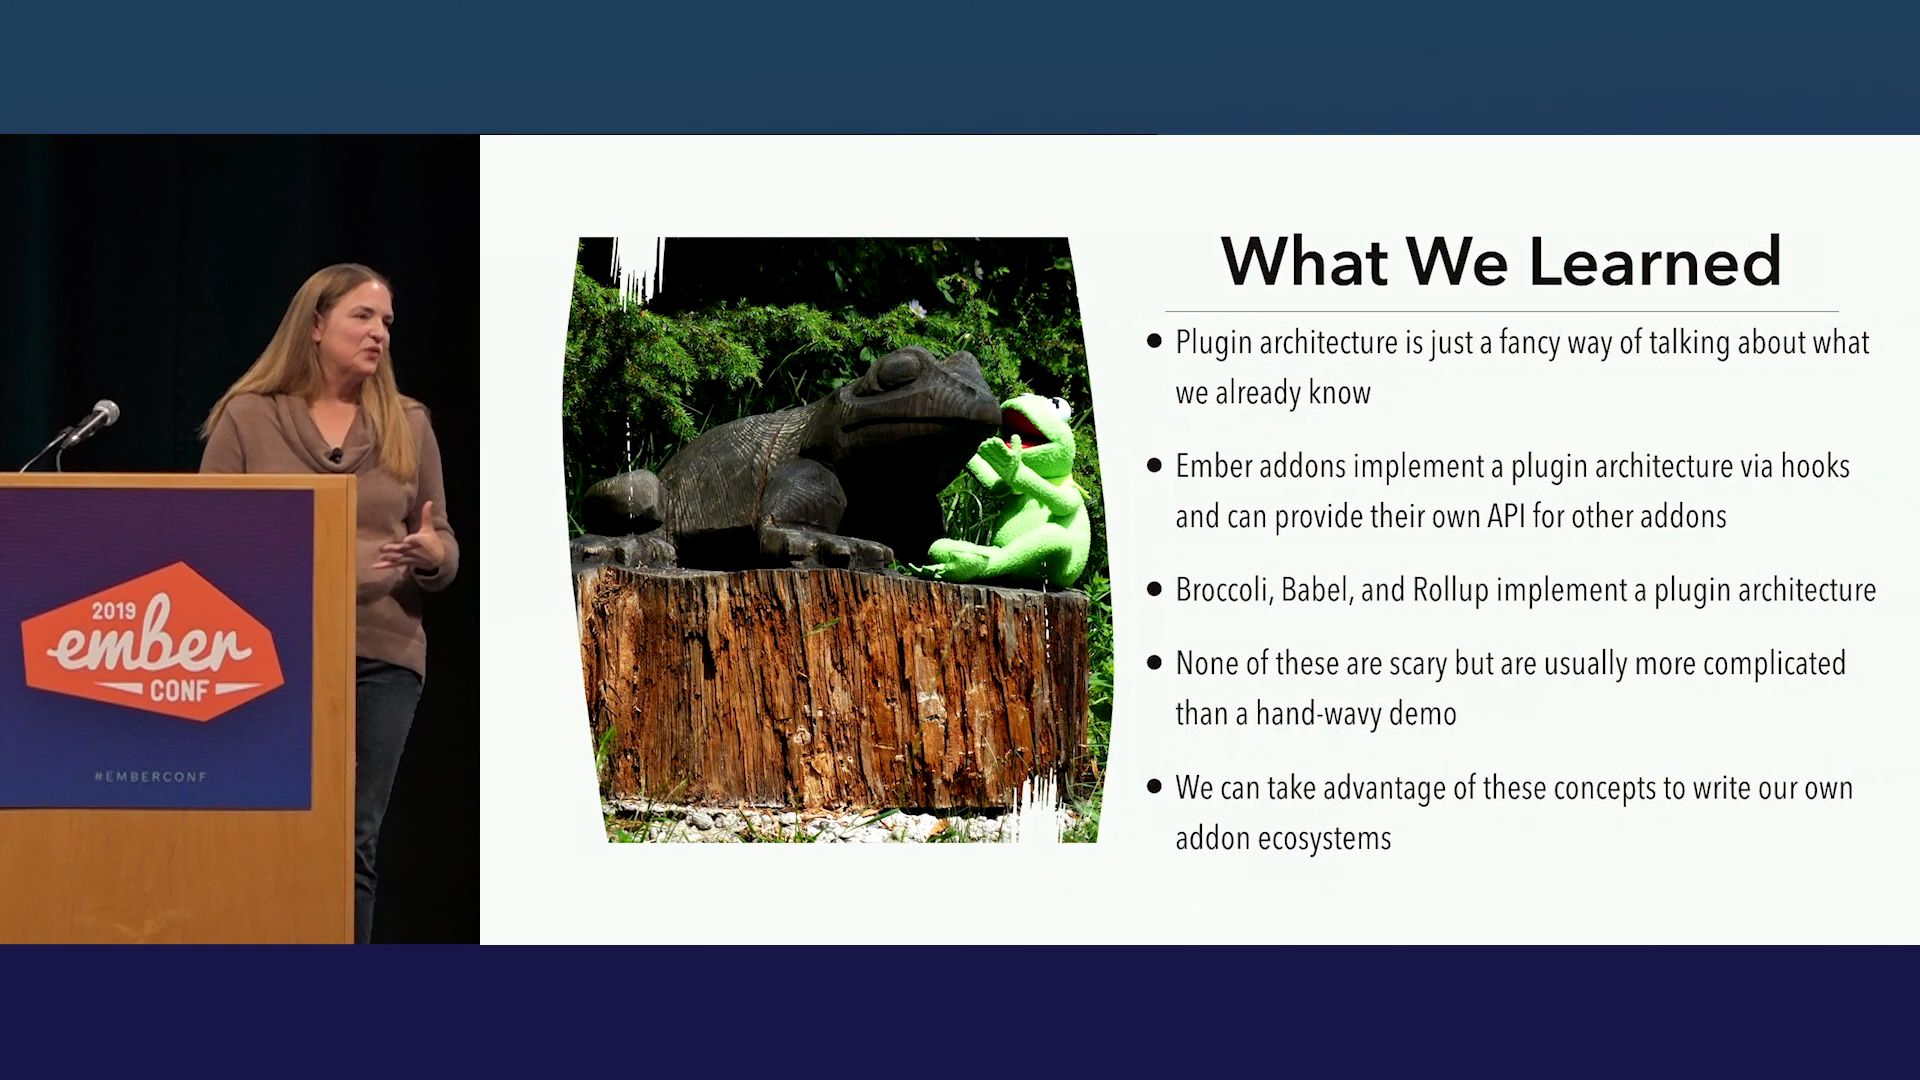 2019
ember
CONF
#EMBERCONF
What We Learned
• Plugin architecture is just a fancy way of talking about what
we already know
• Ember addons implement a plugin architecture via hooks
and can provide their own API for other addons
• Broccoli, Babel, and Rollup implement a plugin architecture
• None of these are scary but are usually more complicated
than a hand-wavy demo
• We can take advantage of these concepts to write our own
addon ecosystems